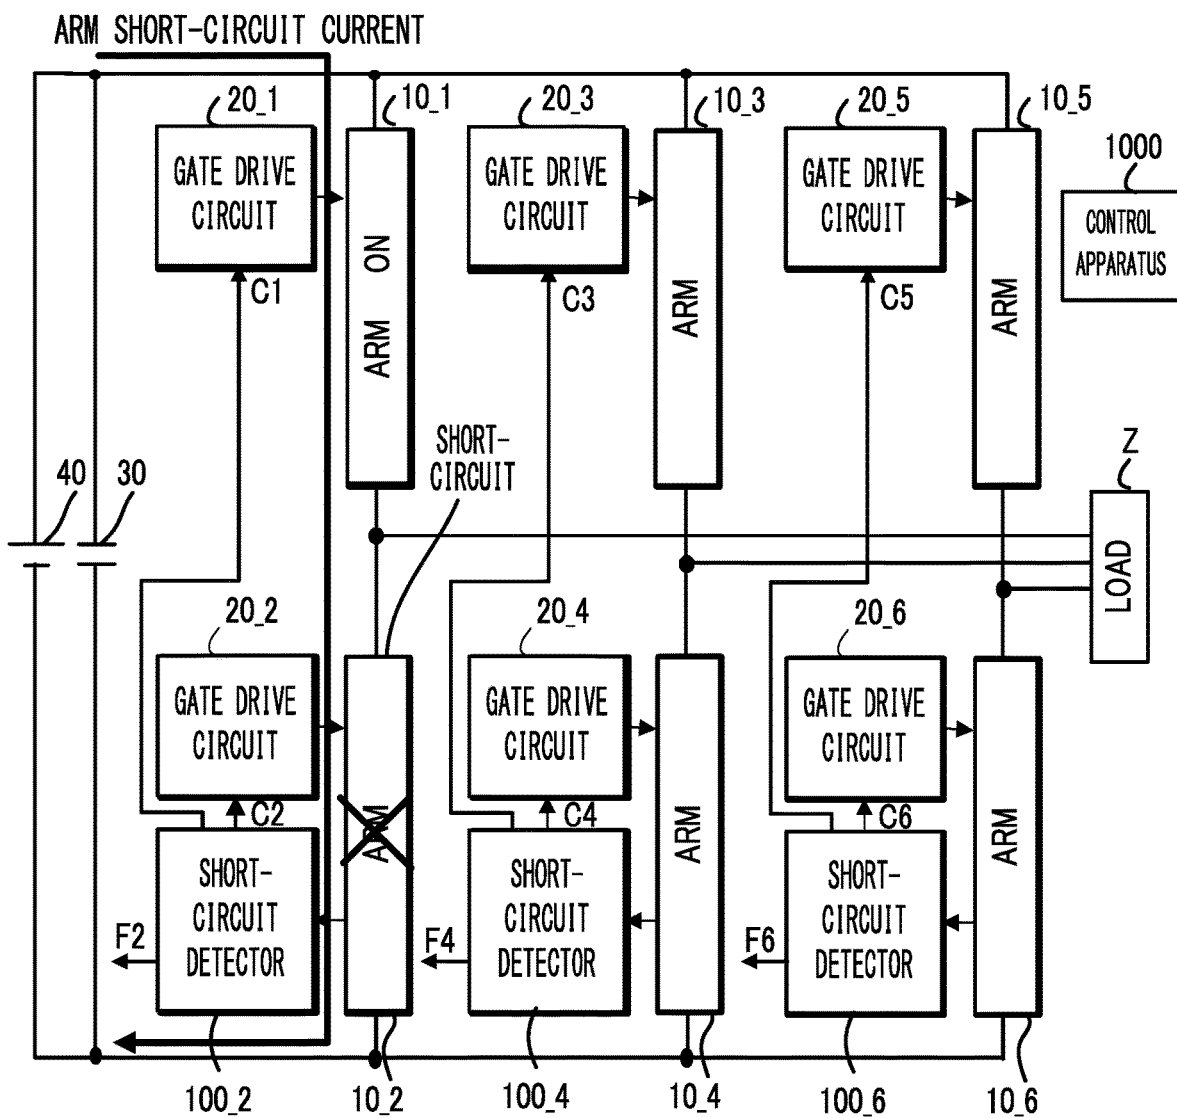 ARM SHORT-CIRCUIT CURRENT
20_1
10_1
20_3
10_3
20_5
10_5
1000
GATE DRIVE
CIRCUIT
ARM ON
GATE DRIVE
CIRCUIT
ARM
GATE DRIVE
CIRCUIT
ARM
CONTROL
APPARATUS
C1
C3
C5
SHORT-
CIRCUIT
Z
40
30
LOAD
20_2
20_4
20_6
GATE DRIVE
CIRCUIT
GATE DRIVE
CIRCUIT
GATE DRIVE
CIRCUIT
C2
ARM
C4
ARM
C6
ARM
SHORT-
CIRCUIT
DETECTOR
SHORT-
CIRCUIT
DETECTOR
SHORT-
CIRCUIT
DETECTOR
F2
F4
F6
100_2
10_2
100_4
10_4
100_6
10_6